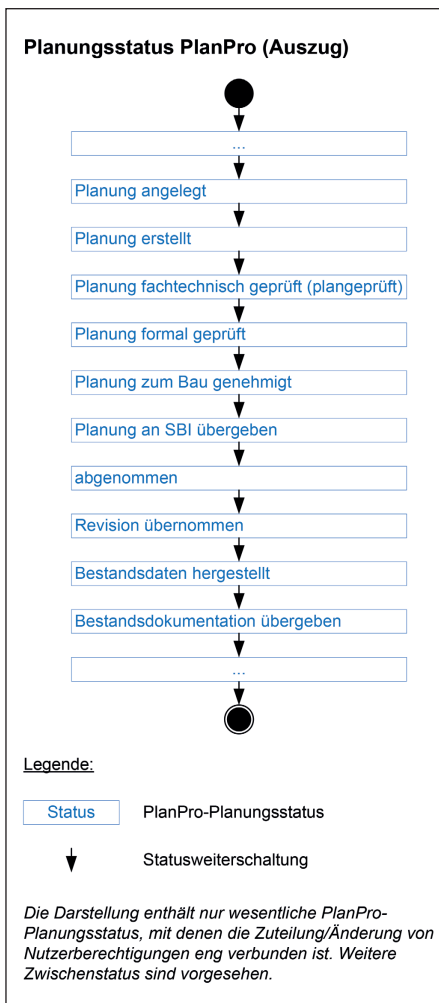 Planungsstatus PlanPro (Auszug)
...
Planung angelegt
Planung erstellt
Planung fachtechnisch geprüft (plangeprüft)
Planung formal geprüft
Planung zum Bau genehmigt
Planung an SBI übergeben
abgenommen
Revision übernommen
Bestandsdaten hergestellt
Bestandsdokumentation übergeben
...
Legende:
Status PlanPro-Planungsstatus
Statusweiterschaltung
Die Darstellung enthält nur wesentliche PlanPro-
Planungsstatus, mit denen die Zuteilung/Änderung von
Nutzerberechtigungen eng verbunden ist. Weitere
Zwischenstatus sind vorgesehen.